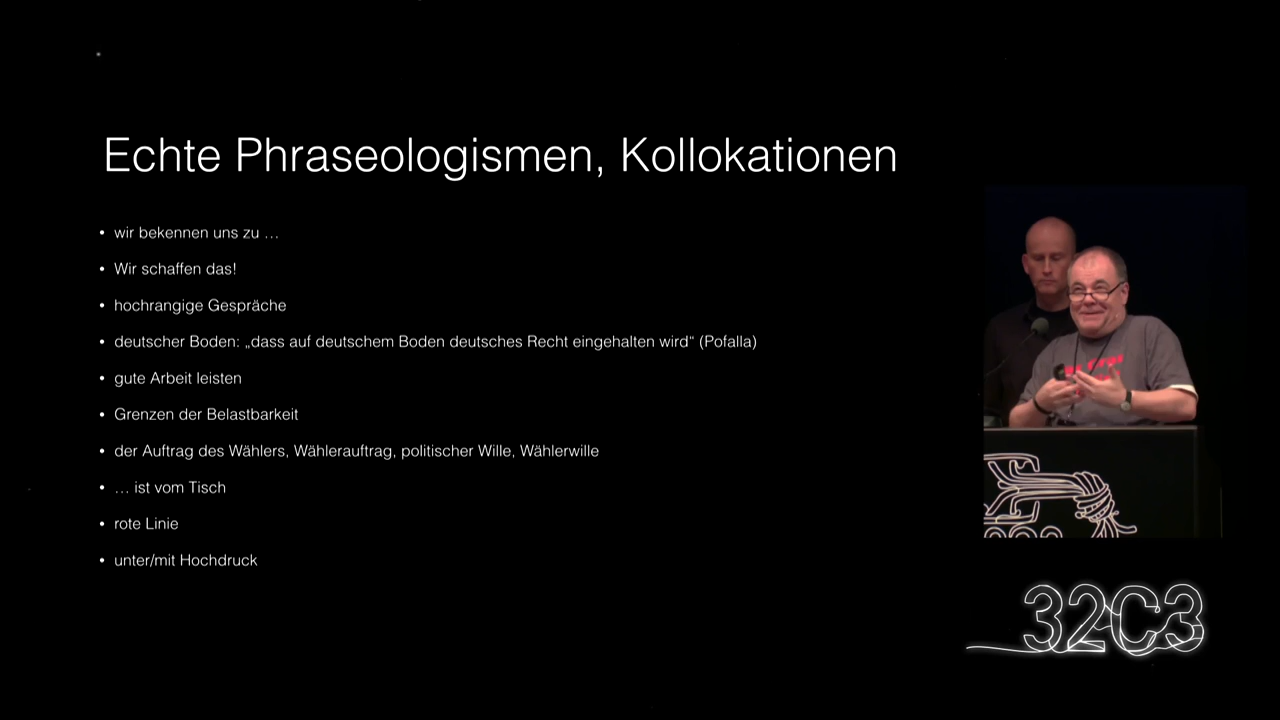 Echte Phraseologismen, Kollokationen
• wir bekennen uns zu …
• Wir schaffen das!
• hochrangige Gespräche
• deutscher Boden: „dass auf deutschem Boden deutsches Recht eingehalten wird“ (Pofalla)
• gute Arbeit leisten
• Grenzen der Belastbarkeit
• der Auftrag des Wählers, Wählerauftrag, politischer Wille, Wählerwille
• … ist vom Tisch
• rote Linie
• unter/mit Hochdruck
32C3